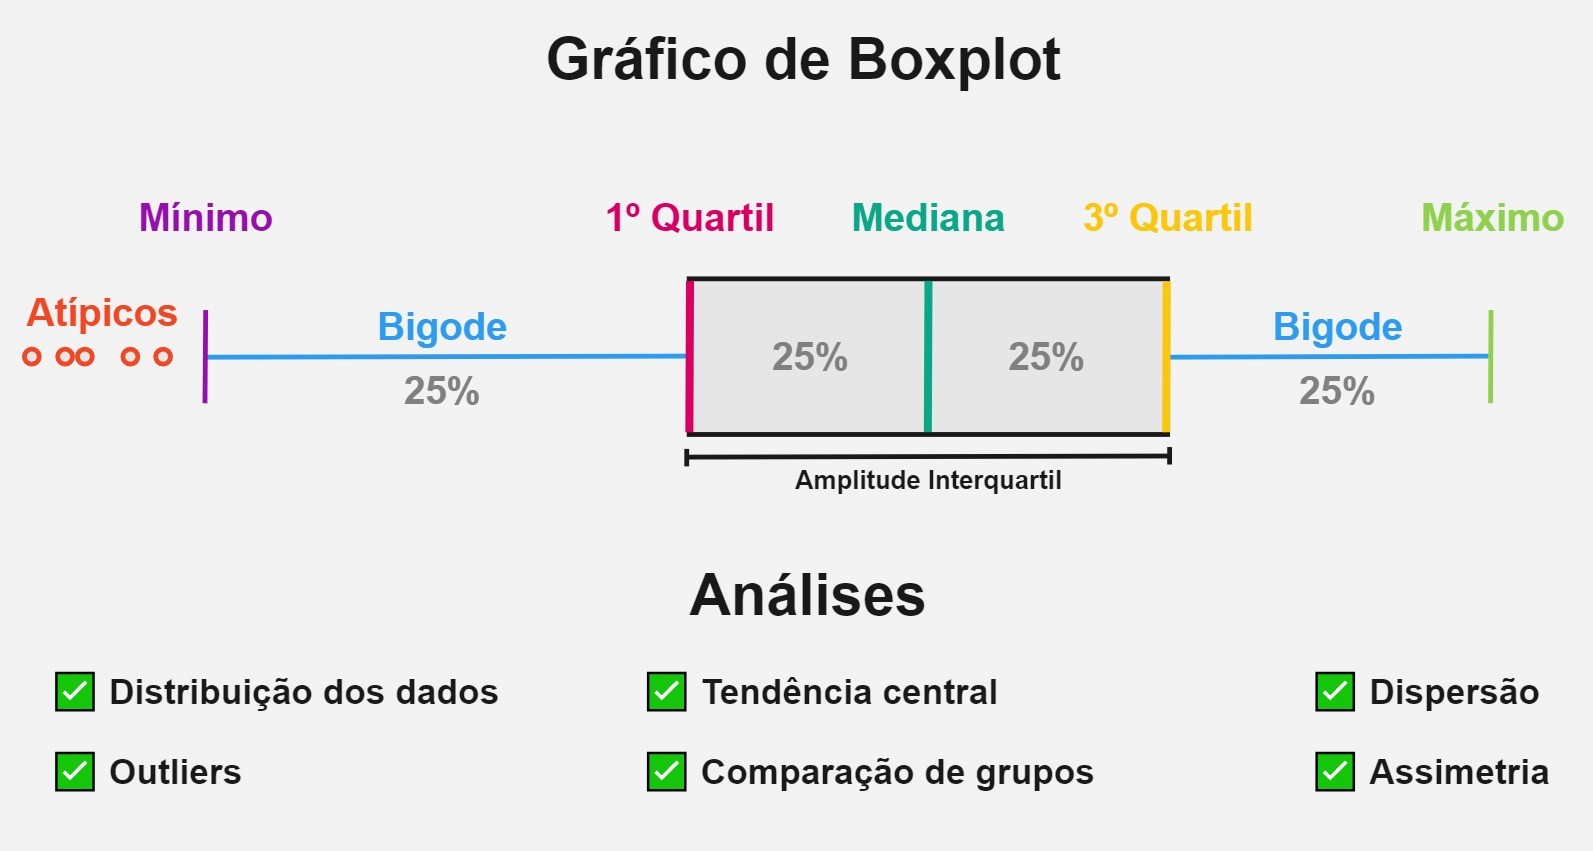 Gráfico de Boxplot
Mínimo
1º Quartil
Mediana
3º Quartil
Máximo
Atípicos
Bigode
25%
25%
25%
Bigode
25%
Amplitude Interquartil
Análises
Distribuição dos dados
Tendência central
Dispersão
Outliers
Comparação de grupos
Assimetria